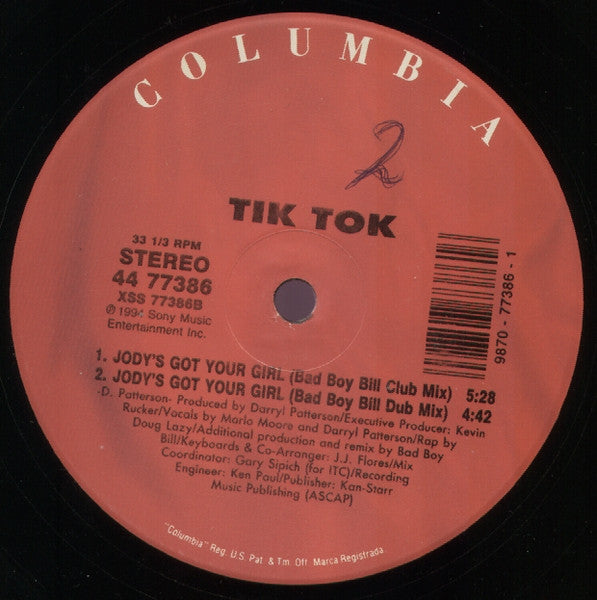 COLUMBIA
2
TIK TOK
33 1/3 RPM
STEREO
44 77386
XSS 77386B
℗ 1994 Sony Music
Entertainment Inc.
9870 - 77386 - 1
1. JODY'S GOT YOUR GIRL (Bad Boy Bill Club Mix) 5:28
2. JODY'S GOT YOUR GIRL (Bad Boy Bill Dub Mix) 4:42
-D. Patterson- Produced by Darryl Patterson/Executive Producer: Kevin
Rucker/Vocals by Mario Moore and Darryl Patterson/Rap by
Doug Lazy/Additional production and remix by Bad Boy
Bill/Keyboards & Co-Arranger: J.J. Flores/Mix
Coordinator: Gary Sipich (for ITC)/Recording
Engineer: Ken Paul/Publisher: Kan-Starr
Music Publishing (ASCAP)
"Columbia" Reg. U.S. Pat. & Tm. Off. Marca Registrada.